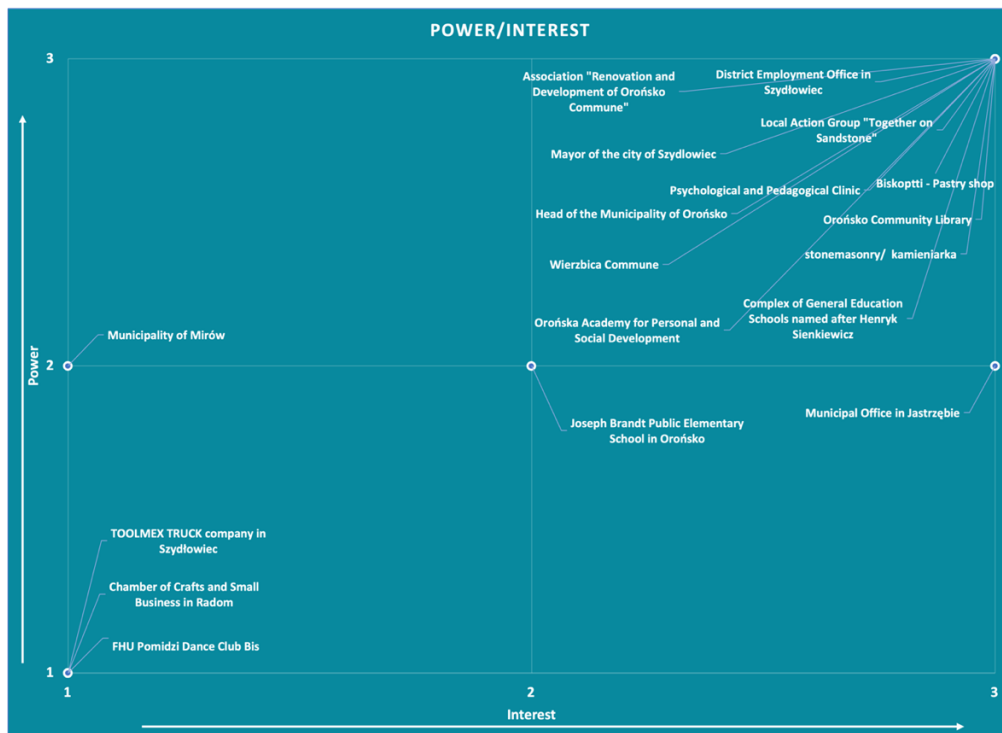 POWER/INTEREST
3
Association "Renovation and
Development of Orońsko
Commune"
District Employment Office in
Szydłowiec
Local Action Group "Together on
Sandstone"
Mayor of the city of Szydlowiec
Psychological and Pedagogical Clinic
Biskoptti - Pastry shop
Head of the Municipality of Orońsko
Orońsko Community Library
stonemasonry/ kamieniarka
Wierzbica Commune
Complex of General Education
Schools named after Henryk
Sienkiewicz
Orońska Academy for Personal and
Social Development
Municipality of Mirów
2
Power
Municipal Office in Jastrzębie
Joseph Brandt Public Elementary
School in Orońsko
TOOLMEX TRUCK company in
Szydłowiec
Chamber of Crafts and Small
Business in Radom
FHU Pomidzi Dance Club Bis
1
1
2
3
Interest